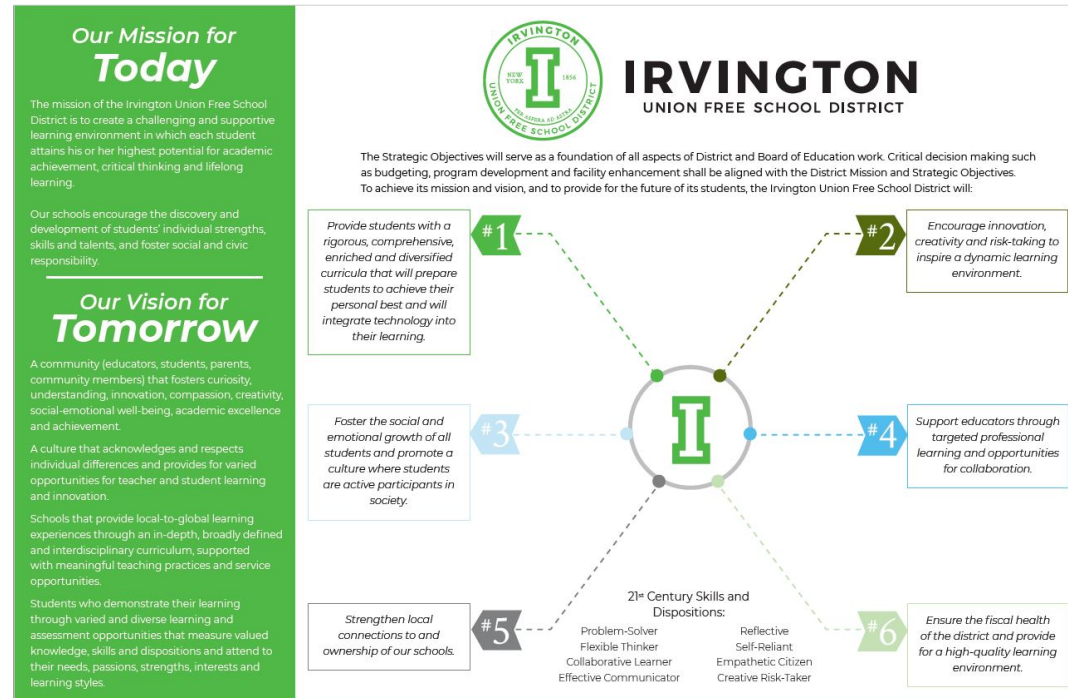 Our Mission for
Today
The mission of the Irvington Union Free School
District is to create a challenging and supportive
learning environment in which each student
attains his or her highest potential for academic
achievement, critical thinking and lifelong
learning.
Our schools encourage the discovery and
development of students' individual strengths,
skills and talents, and foster social and civic
responsibility.
Our Vision for
Tomorrow
A community (educators, students, parents,
community members) that fosters curiosity,
understanding, innovation, compassion, creativity,
social-emotional well-being, academic excellence
and achievement.
A culture that acknowledges and respects
individual differences and provides for varied
opportunities for teacher and student learning
and innovation.
Schools that provide local-to-global learning
experiences through an in-depth, broadly defined
and interdisciplinary curriculum, supported
with meaningful teaching practices and service
opportunities.
Students who demonstrate their learning
through varied and diverse learning and
assessment opportunities that measure valued
knowledge, skills and dispositions and attend to
their needs, passions, strengths, interests and
learning styles.
IRVINGTON
NEW
YORK
I
1856
PER ASPERA AD ASTRA
UNION FREE SCHOOL DISTRICT
IRVINGTON
UNION FREE SCHOOL DISTRICT
The Strategic Objectives will serve as a foundation of all aspects of District and Board of Education work. Critical decision making such
as budgeting, program development and facility enhancement shall be aligned with the District Mission and Strategic Objectives.
To achieve its mission and vision, and to provide for the future of its students, the Irvington Union Free School District will:
#1
Provide students with a
rigorous, comprehensive,
enriched and diversified
curricula that will prepare
students to achieve their
personal best and will
integrate technology into
their learning.
#2
Encourage innovation,
creativity and risk-taking to
inspire a dynamic learning
environment.
#3
Foster the social and
emotional growth of all
students and promote a
culture where students
are active participants in
society.
I
#4
Support educators through
targeted professional
learning and opportunities
for collaboration.
#5
Strengthen local
connections to and
ownership of our schools.
21st Century Skills and
Dispositions:
Problem-Solver
Flexible Thinker
Collaborative Learner
Effective Communicator
Reflective
Self-Reliant
Empathetic Citizen
Creative Risk-Taker
#6
Ensure the fiscal health
of the district and provide
for a high-quality learning
environment.